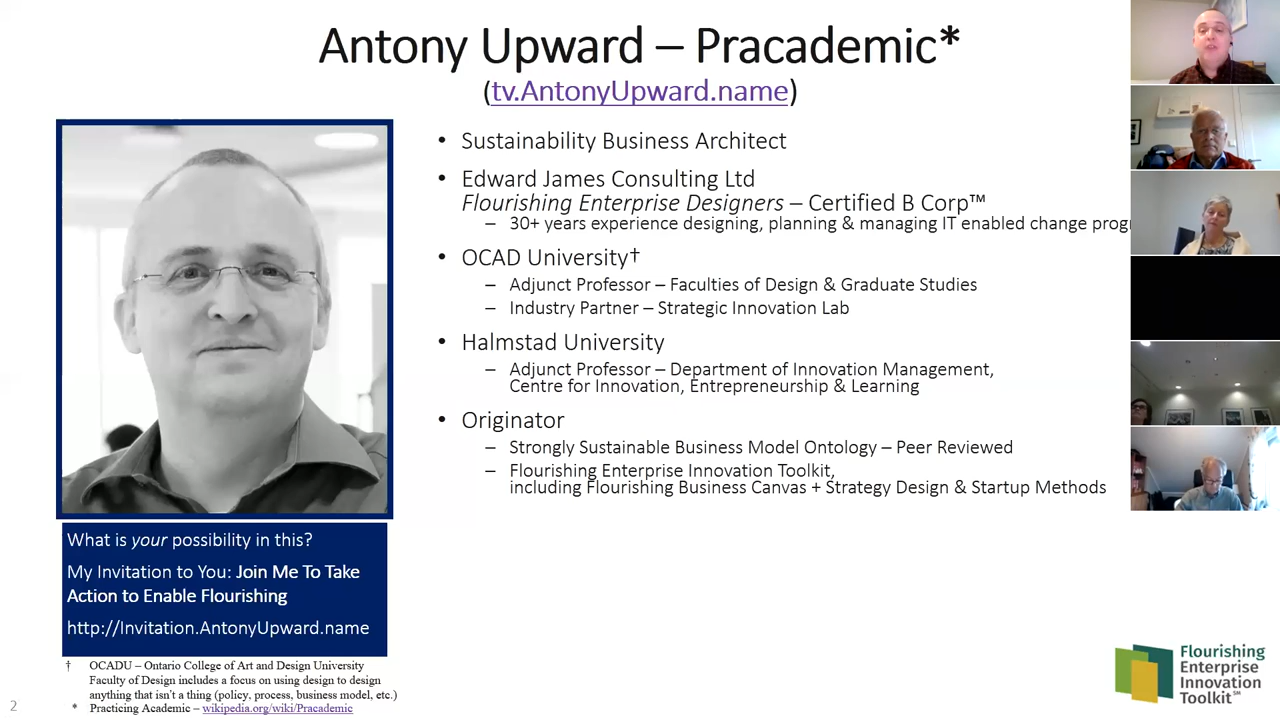 Antony Upward – Pracademic*
(tv.AntonyUpward.name)
• Sustainability Business Architect
• Edward James Consulting Ltd
Flourishing Enterprise Designers – Certified B Corp™
– 30+ years experience designing, planning & managing IT enabled change
• OCAD University†
– Adjunct Professor – Faculties of Design & Graduate Studies
– Industry Partner – Strategic Innovation Lab
• Halmstad University
– Adjunct Professor – Department of Innovation Management,
Centre for Innovation, Entrepreneurship & Learning
• Originator
– Strongly Sustainable Business Model Ontology – Peer Reviewed
– Flourishing Enterprise Innovation Toolkit,
including Flourishing Business Canvas + Strategy Design & Startup Methods
What is your possibility in this?
My Invitation to You: Join Me To Take
Action to Enable Flourishing
http://Invitation.AntonyUpward.name
† OCADU – Ontario College of Art and Design University
Faculty of Design includes a focus on using design to design
anything that isn't a thing (policy, process, business model, etc.)
* Practicing Academic – wikipedia.org/wiki/Pracademic
2
Flourishing
Enterprise
Innovation
Toolkit℠